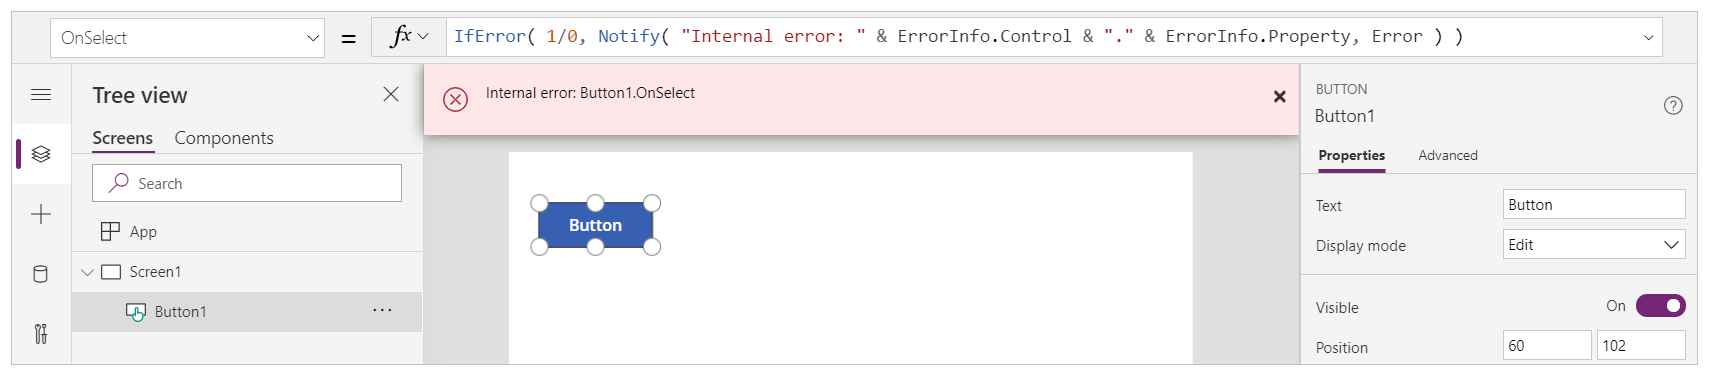 OnSelect
=
fx
IfError( 1/0, Notify( "Internal error: " & ErrorInfo.Control & "." & ErrorInfo.Property, Error ) )
Tree view
Screens Components
Search
App
Screen1
Button1 ...
Internal error: Button1.OnSelect
Button
BUTTON
Button1
Properties Advanced
Text Button
Display mode Edit
Visible On
Position 60 102